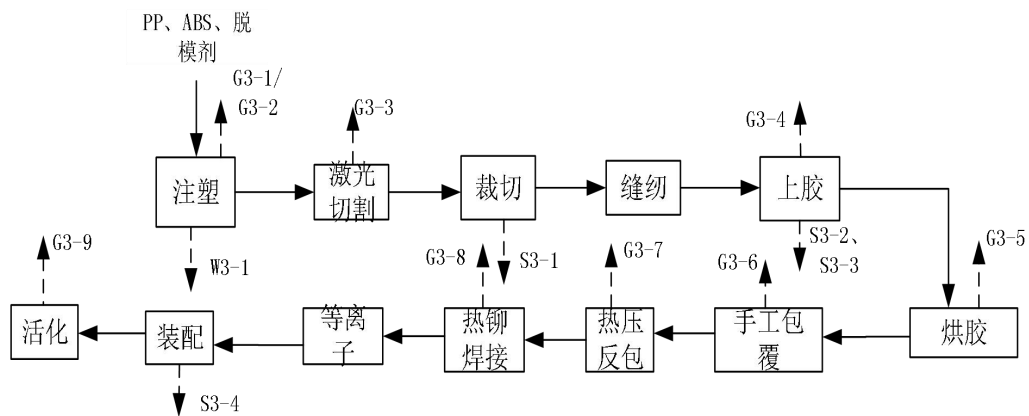 PP、ABS、脱
模剂
G3-1/
G3-2
G3-3
G3-4
注塑
激光
切割
裁切
缝纫
上胶
W3-1
S3-1
S3-2、
S3-3
G3-5
G3-9
G3-8
G3-7
G3-6
活化
装配
等离
子
热铆
焊接
热压
反包
手工包
覆
烘胶
S3-4